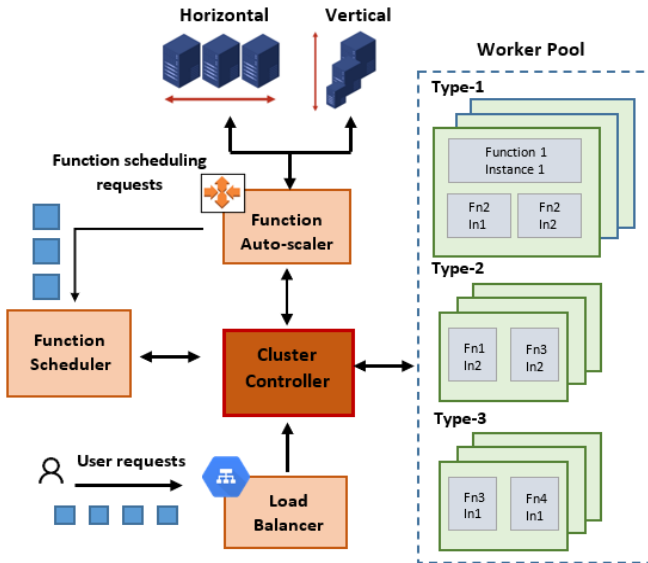 Horizontal
Vertical
Function scheduling
requests
Function
Auto-scaler
Function
Scheduler
Cluster
Controller
User requests
Load
Balancer
Worker Pool
Type-1
Function 1
Instance 1
Fn2
In1
Fn2
In2
Type-2
Fn1
In2
Fn3
In2
Type-3
Fn3
In1
Fn4
In1